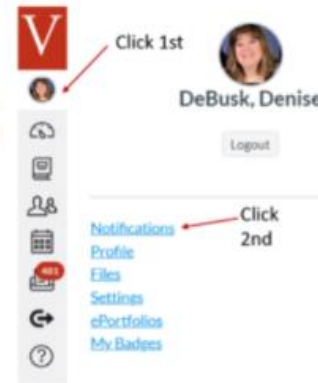 V
Click 1st
DeBusk, Denise
Logout
Notifications
Click
2nd
Profile
Files
Settings
ePortfolios
My Badges
401